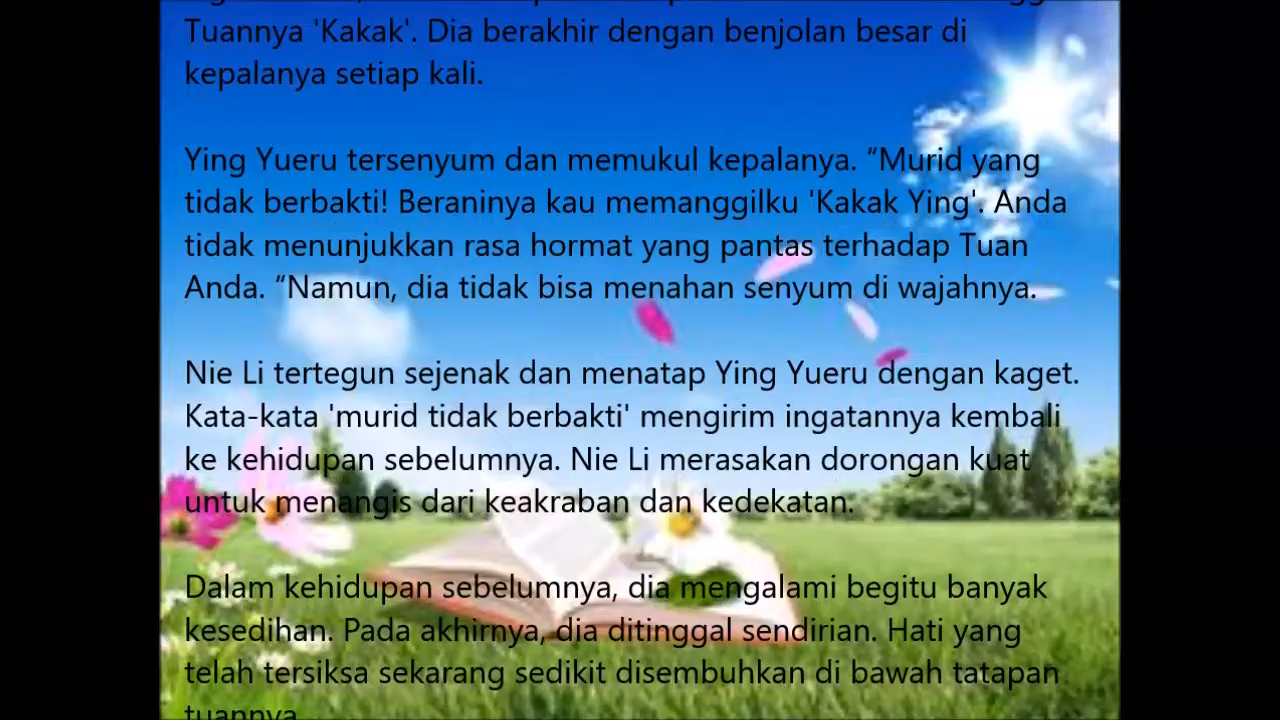 Tuannya 'Kakak'. Dia berakhir dengan benjolan besar di
kepalanya setiap kali.
Ying Yueru tersenyum dan memukul kepalanya. “Murid yang
tidak berbakti! Beraninya kau memanggilku 'Kakak Ying'. Anda
tidak menunjukkan rasa hormat yang pantas terhadap Tuan
Anda. “Namun, dia tidak bisa menahan senyum di wajahnya.
Nie Li tertegun sejenak dan menatap Ying Yueru dengan kaget.
Kata-kata 'murid tidak berbakti' mengirim ingatannya kembali
ke kehidupan sebelumnya. Nie Li merasakan dorongan kuat
untuk menangis dari keakraban dan kedekatan.
Dalam kehidupan sebelumnya, dia mengalami begitu banyak
kesedihan. Pada akhirnya, dia ditinggal sendirian. Hati yang
telah tersiksa sekarang sedikit disembuhkan di bawah tatapan
tuannya